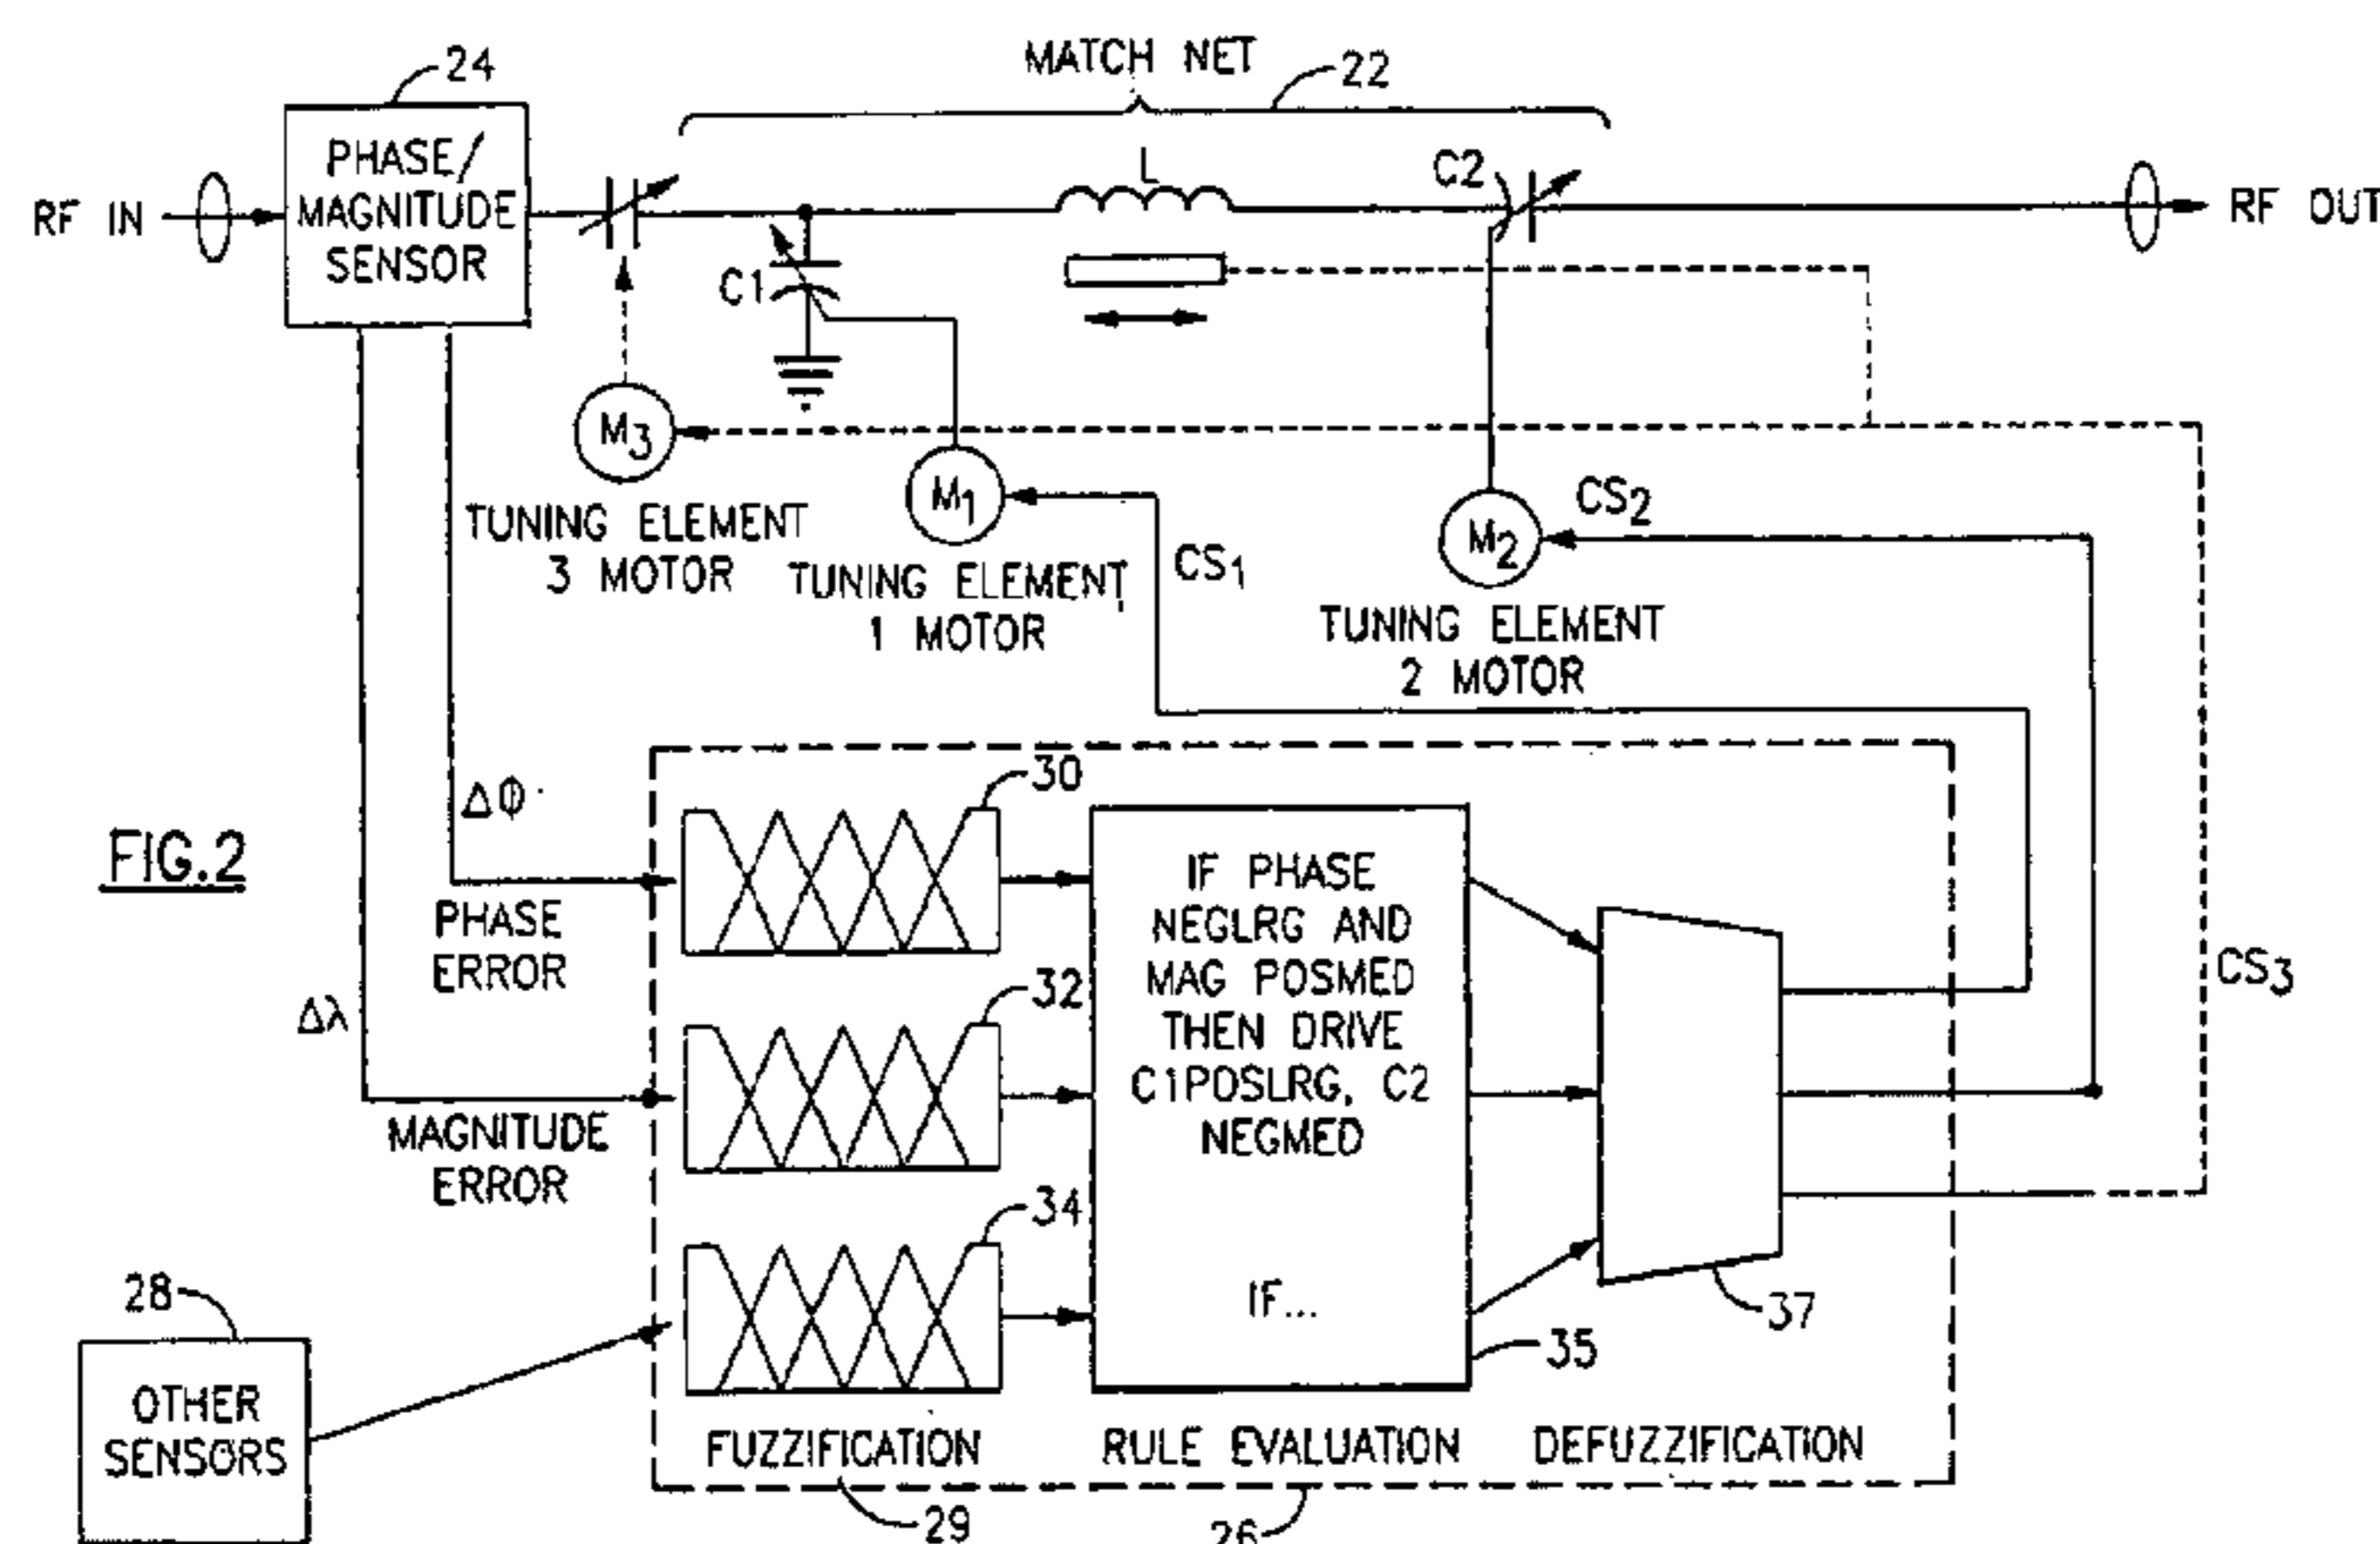 24
MATCH NET
22
PHASE/
MAGNITUDE
SENSOR
RF IN
L
C2
RF OUT
C1
M3
M1
CS2
M2
TUNING ELEMENT
3 MOTOR
TUNING ELEMENT
1 MOTOR
CS1
TUNING ELEMENT
2 MOTOR
30
ΔΦ
FIG.2
PHASE
ERROR
IF PHASE
NEGLRG AND
MAG POSMED
THEN DRIVE
C1POSLRG, C2
NEGMED
CS3
32
Δλ
MAGNITUDE
ERROR
34
IF...
37
35
28
OTHER
SENSORS
FUZZIFICATION
RULE EVALUATION
DEFUZZIFICATION
29
26